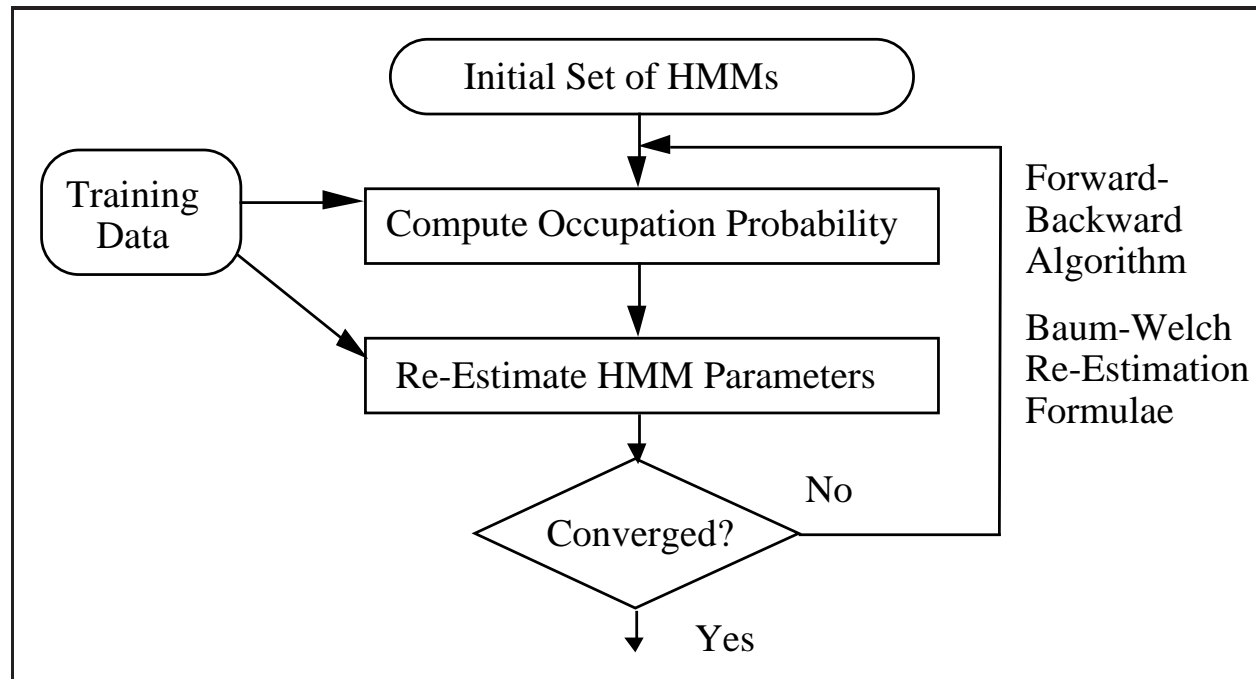 Initial Set of HMMs
Training
Data
Compute Occupation Probability
Re-Estimate HMM Parameters
Converged?
No
Yes
Forward-
Backward
Algorithm
Baum-Welch
Re-Estimation
Formulae